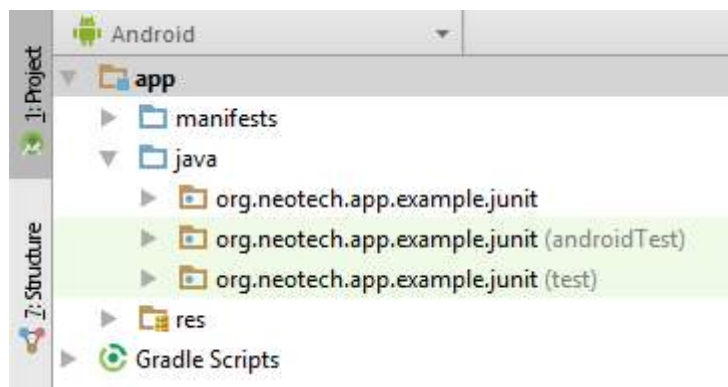 Android
1: Project
7: Structure
app
manifests
java
org.neotech.app.example.junit
org.neotech.app.example.junit (androidTest)
org.neotech.app.example.junit (test)
res
Gradle Scripts